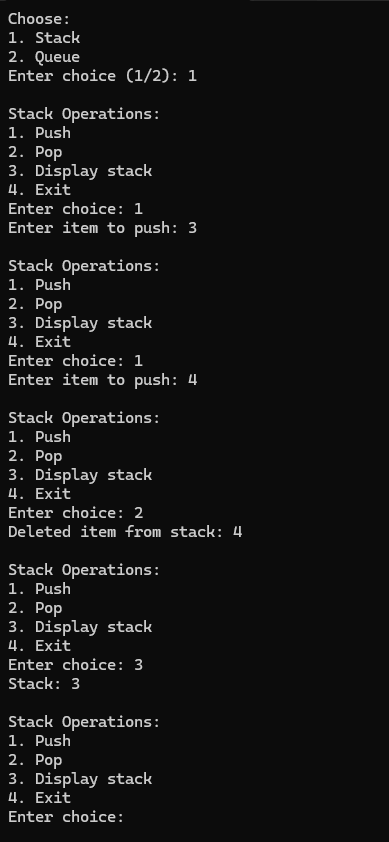 Choose:
1. Stack
2. Queue
Enter choice (1/2): 1
Stack Operations:
1. Push
2. Pop
3. Display stack
4. Exit
Enter choice: 1
Enter item to push: 3
Stack Operations:
1. Push
2. Pop
3. Display stack
4. Exit
Enter choice: 1
Enter item to push: 4
Stack Operations:
1. Push
2. Pop
3. Display stack
4. Exit
Enter choice: 2
Deleted item from stack: 4
Stack Operations:
1. Push
2. Pop
3. Display stack
4. Exit
Enter choice: 3
Stack: 3
Stack Operations:
1. Push
2. Pop
3. Display stack
4. Exit
Enter choice: